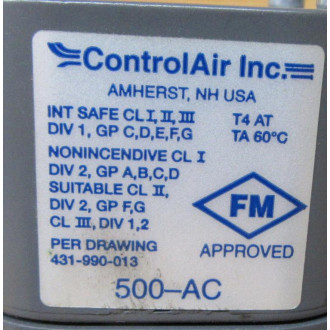 ControlAir Inc.
AMHERST, NH USA
INT SAFE CL I, II, III T4 AT
DIV 1, GP C,D,E,F,G TA 60°C
NONINCENDIVE CL I
DIV 2, GP A,B,C,D
SUITABLE CL II,
DIV 2, GP F,G
CL III, DIV 1,2
FM
PER DRAWING
431-990-013
APPROVED
500–AC